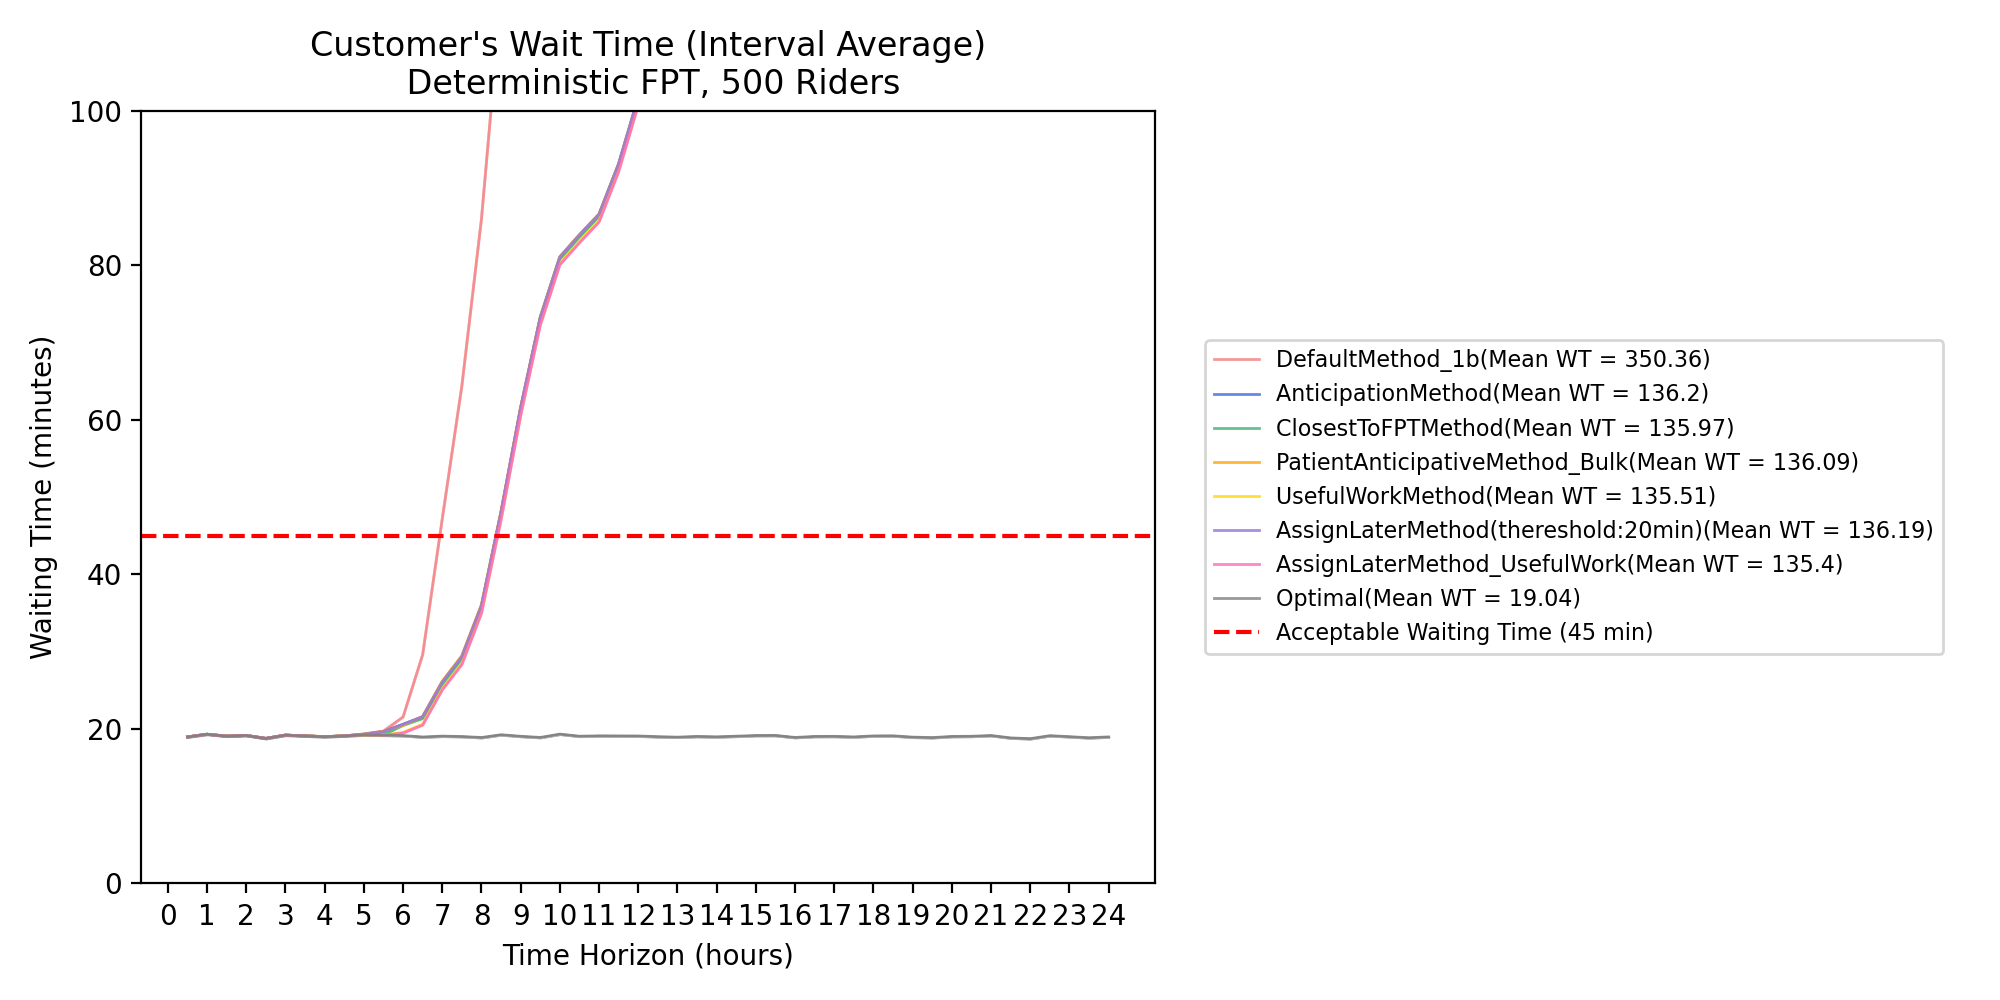 Customer's Wait Time (Interval Average)
Deterministic FPT, 500 Riders
Waiting Time (minutes)
100
80
60
40
20
0
0 1 2 3 4 5 6 7 8 9 10 11 12 13 14 15 16 17 18 19 20 21 22 23 24
Time Horizon (hours)
DefaultMethod_1b(Mean WT = 350.36)
AnticipationMethod(Mean WT = 136.2)
ClosestToFPTMethod(Mean WT = 135.97)
PatientAnticipativeMethod_Bulk(Mean WT = 136.09)
UsefulWorkMethod(Mean WT = 135.51)
AssignLaterMethod(thereshold:20min)(Mean WT = 136.19)
AssignLaterMethod_UsefulWork(Mean WT = 135.4)
Optimal(Mean WT = 19.04)
Acceptable Waiting Time (45 min)